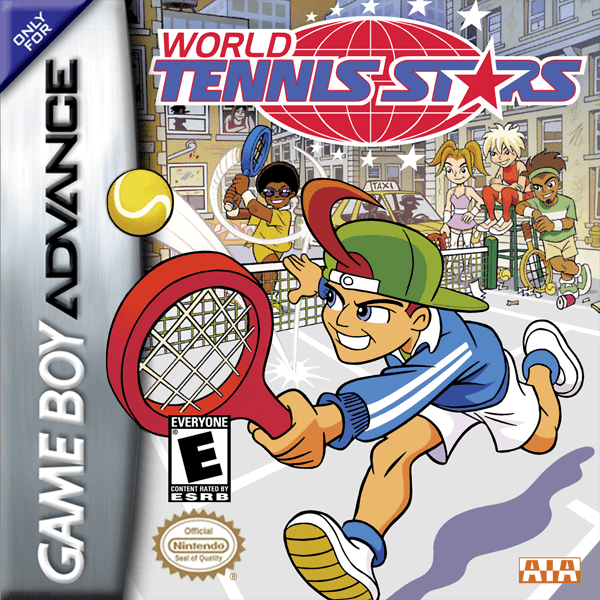 ONLY
FOR
GAME BOY ADVANCE
WORLD
TENNIS STARS
TAXI
EVERYONE
E
®
CONTENT RATED BY
ESRB
Official
Nintendo
Seal of Quality
®
AIA